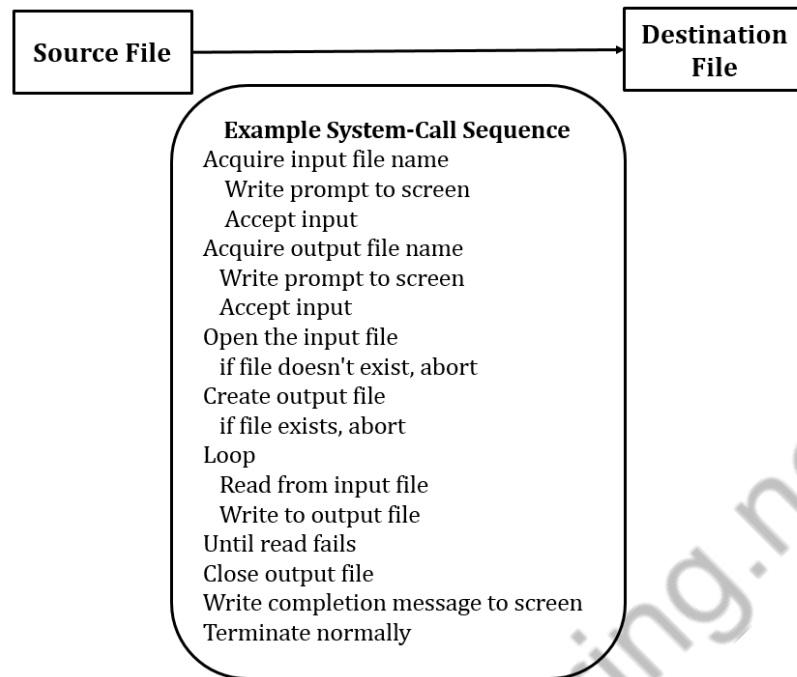 Source File
Destination
File
Example System-Call Sequence
Acquire input file name
Write prompt to screen
Accept input
Acquire output file name
Write prompt to screen
Accept input
Open the input file
if file doesn't exist, abort
Create output file
if file exists, abort
Loop
Read from input file
Write to output file
Until read fails
Close output file
Write completion message to screen
Terminate normally